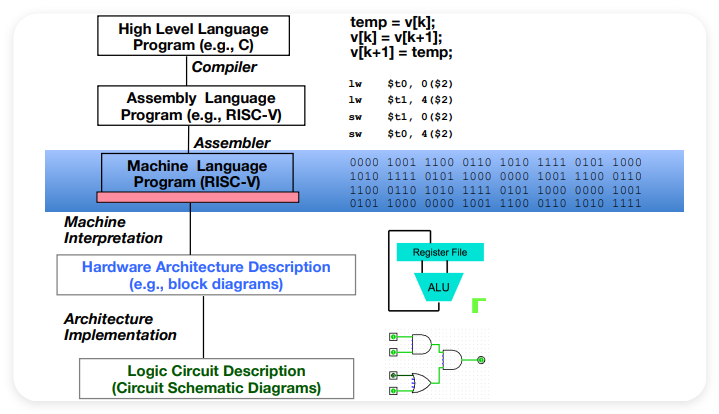 High Level Language
Program (e.g., C)
temp = v[k];
v[k] = v[k+1];
v[k+1] = temp;
Compiler
Assembly Language
Program (e.g., RISC-V)
lw $t0, 0($2)
lw $t1, 4($2)
sw $t1, 0($2)
sw $t0, 4($2)
Assembler
Machine Language
Program (RISC-V)
0000 1001 1100 0110 1010 1111 0101 1000
1010 1111 0101 1000 0000 1001 1100 0110
1100 0110 1010 1111 0101 1000 0000 1001
0101 1000 0000 1001 1100 0110 1010 1111
Machine
Interpretation
Hardware Architecture Description
(e.g., block diagrams)
Register File
ALU
Architecture
Implementation
Logic Circuit Description
(Circuit Schematic Diagrams)